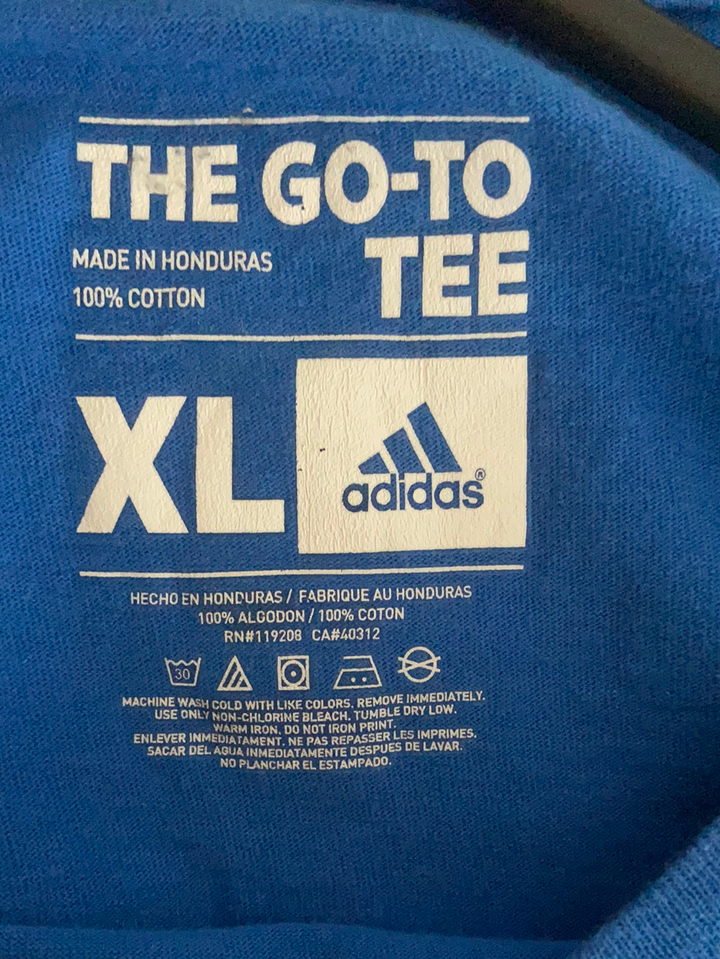 THE GO-TO
TEE
MADE IN HONDURAS
100% COTTON
XL
adidas®
HECHO EN HONDURAS / FABRIQUE AU HONDURAS
100% ALGODON / 100% COTON
RN#119208 CA#40312
30
MACHINE WASH COLD WITH LIKE COLORS. REMOVE IMMEDIATELY.
USE ONLY NON-CHLORINE BLEACH. TUMBLE DRY LOW.
WARM IRON. DO NOT IRON PRINT.
ENLEVER INMEDIATAMENT. NE PAS REPASSER LES IMPRIMES.
SACAR DEL AGUA INMEDIATAMENTE DESPUES DE LAVAR.
NO PLANCHAR EL ESTAMPADO.